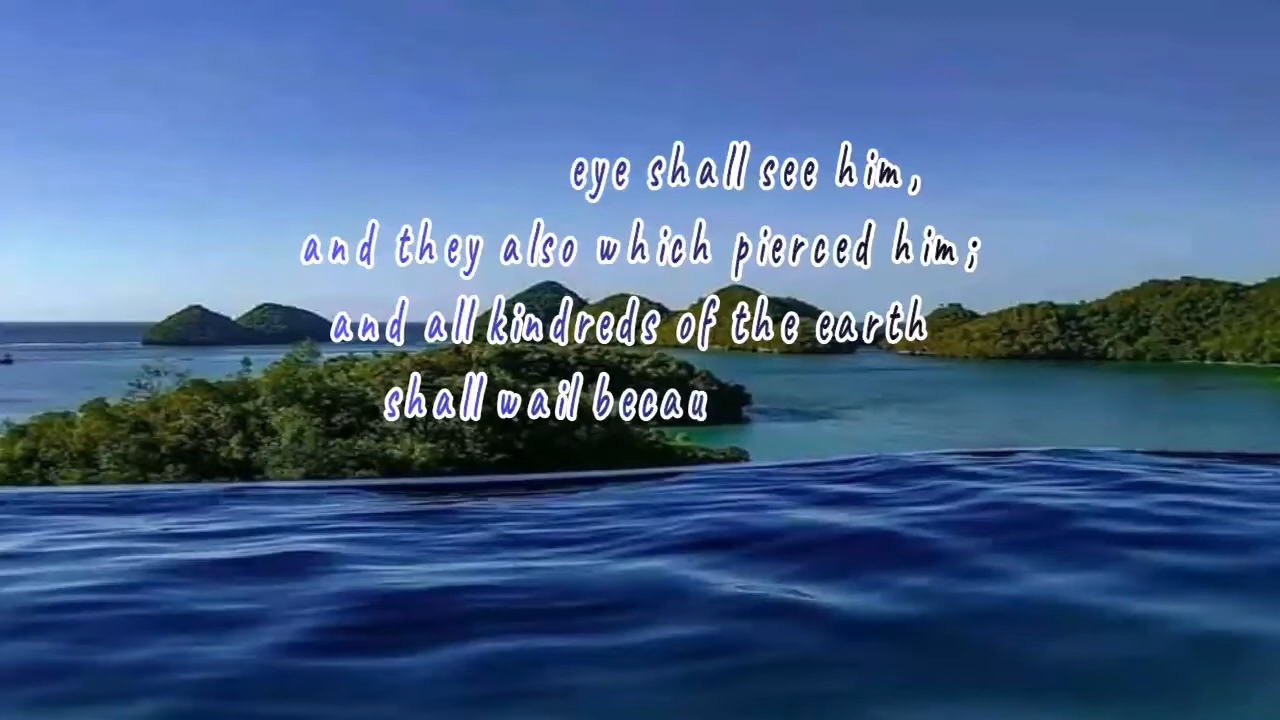 eye shall see him,
and they also which pierced him;
and all kindreds of the earth
shall wail becau